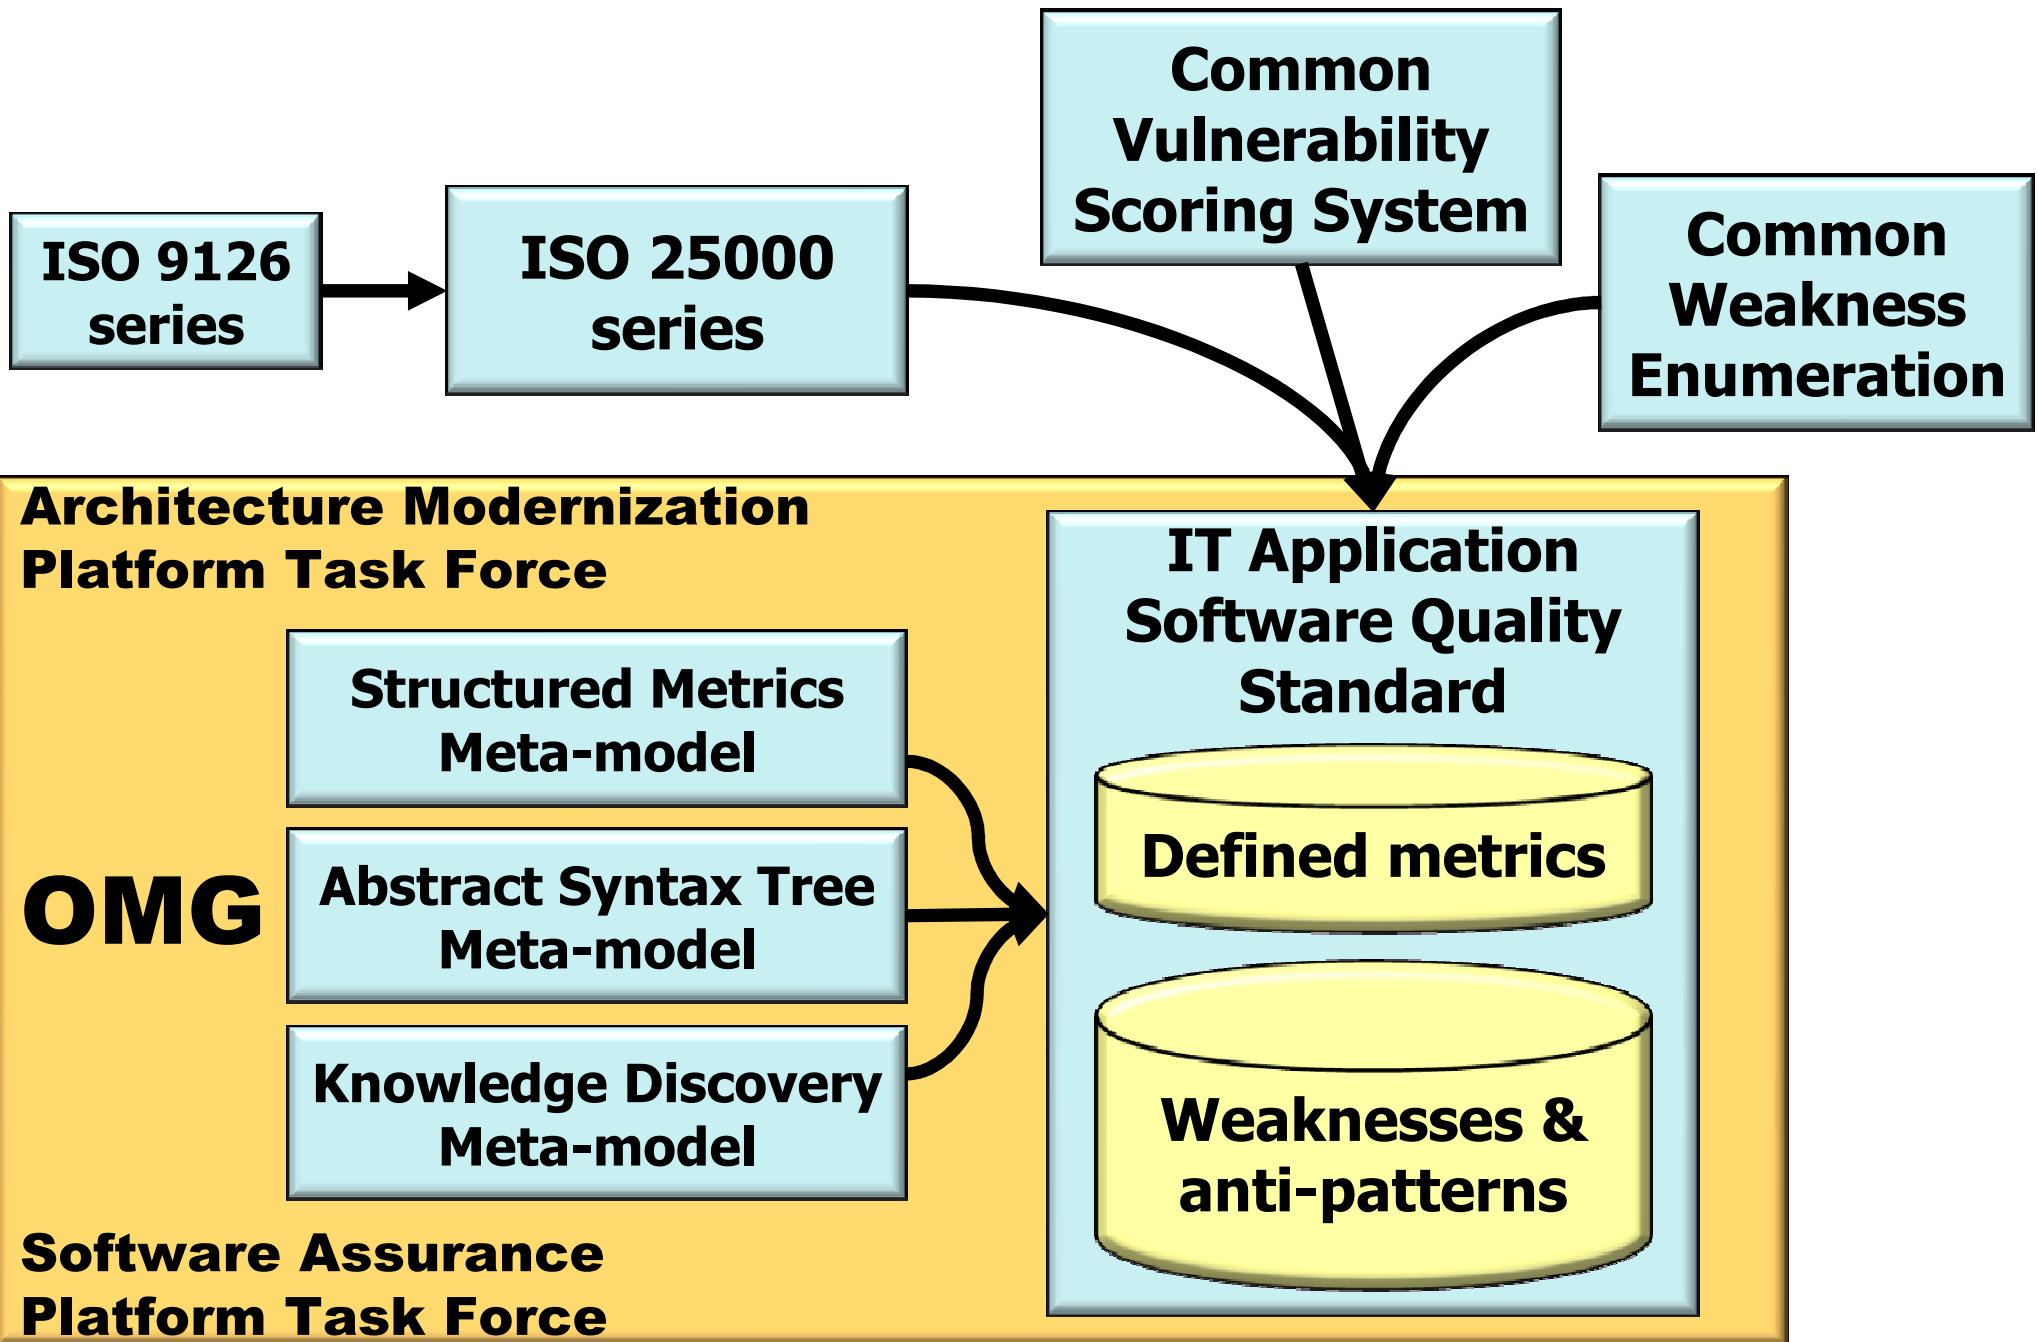 Common
Vulnerability
Scoring System
ISO 9126
series
ISO 25000
series
Common
Weakness
Enumeration
Architecture Modernization
Platform Task Force
IT Application
Software Quality
Standard
Structured Metrics
Meta-model
Defined metrics
OMG
Abstract Syntax Tree
Meta-model
Knowledge Discovery
Meta-model
Weaknesses &
anti-patterns
Software Assurance
Platform Task Force